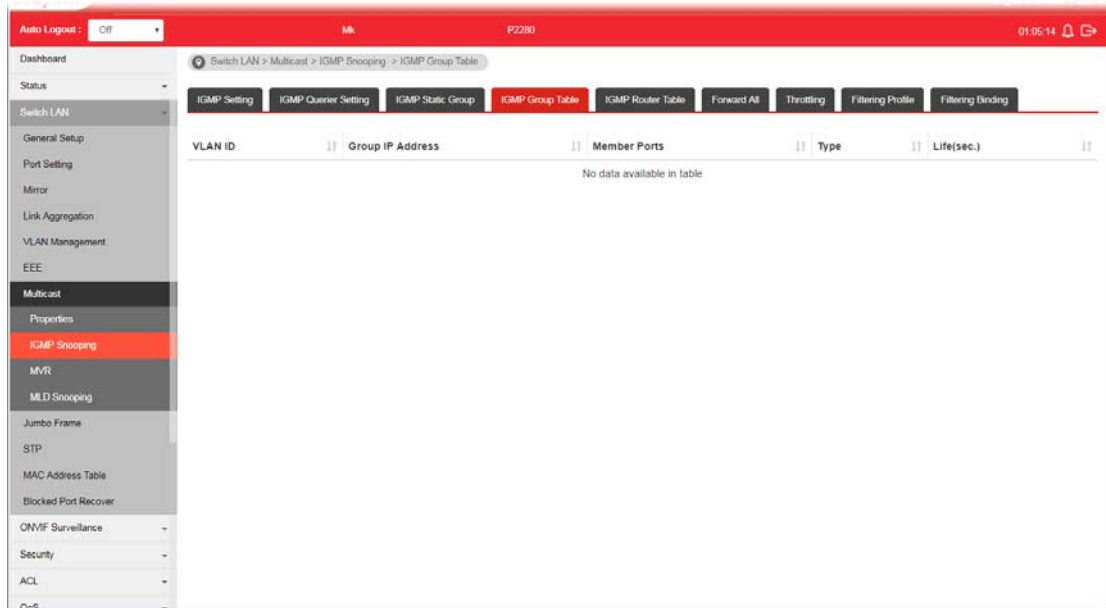 Auto Logout : Off Mk P2280 01:05:14
Dashboard
Switch LAN > Multicast > IGMP Snooping > IGMP Group Table
Status
IGMP Setting IGMP Querier Setting IGMP Static Group IGMP Group Table IGMP Router Table Forward All Throttling Filtering Profile Filtering Binding
Switch LAN
General Setup
VLAN ID Group IP Address Member Ports Type Life(sec.)
Port Setting
No data available in table
Mirror
Link Aggregation
VLAN Management
EEE
Multicast
Properties
IGMP Snooping
MVR
MLD Snooping
Jumbo Frame
STP
MAC Address Table
Blocked Port Recover
ONVIF Surveillance
Security
ACL
QoS